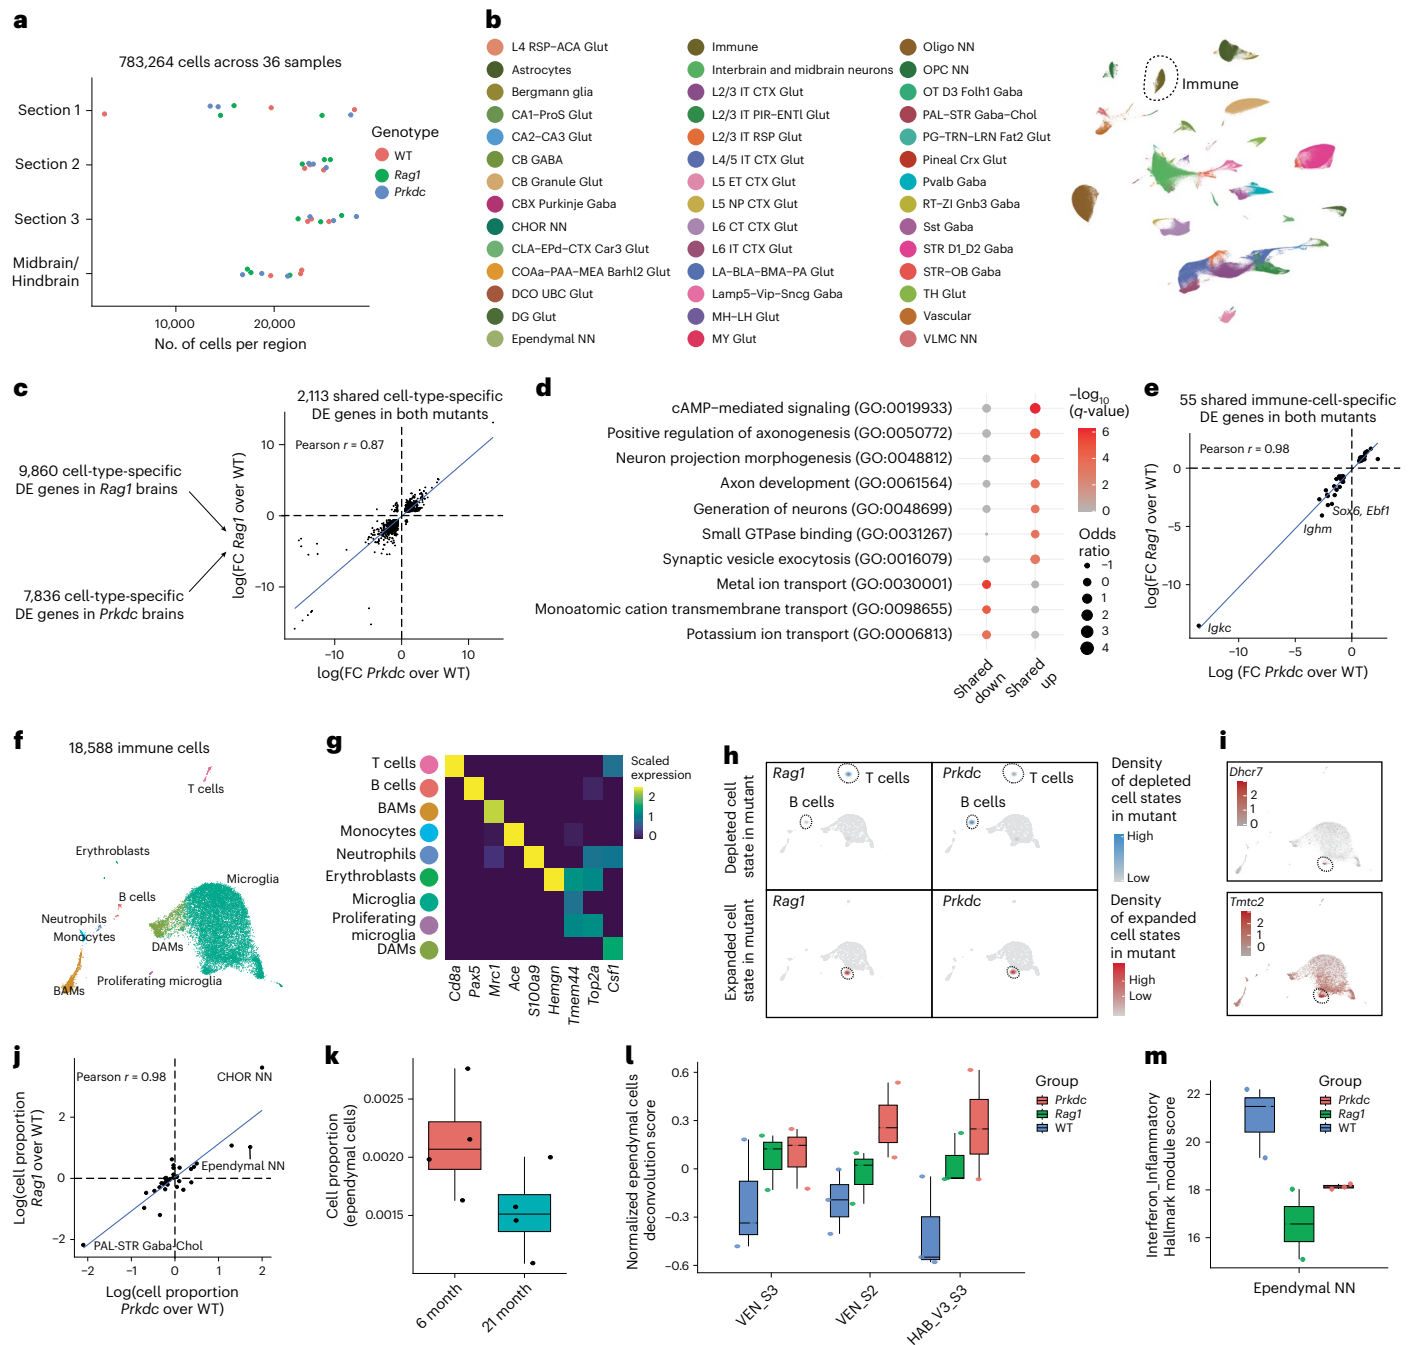 a
783,264 cells across 36 samples
Section 1
Section 2
Section 3
Midbrain/
Hindbrain
10,000
20,000
No. of cells per region
Genotype
WT
Rag1
Prkdc
b
L4 RSP–ACA Glut
Astrocytes
Bergmann glia
CA1–ProS Glut
CA2–CA3 Glut
CB GABA
CB Granule Glut
CBX Purkinje Gaba
CHOR NN
CLA–EPd–CTX Car3 Glut
COAa–PAA–MEA Barhl2 Glut
DCO UBC Glut
DG Glut
Ependymal NN
Immune
Interbrain and midbrain neurons
L2/3 IT CTX Glut
L2/3 IT PIR–ENTl Glut
L2/3 IT RSP Glut
L4/5 IT CTX Glut
L5 ET CTX Glut
L5 NP CTX Glut
L6 CT CTX Glut
L6 IT CTX Glut
LA–BLA–BMA–PA Glut
Lamp5–Vip–Sncg Gaba
MH–LH Glut
MY Glut
Oligo NN
OPC NN
OT D3 Folh1 Gaba
PAL–STR Gaba–Chol
PG–TRN–LRN Fat2 Glut
Pineal Crx Glut
Pvalb Gaba
RT–ZI Gnb3 Gaba
Sst Gaba
STR D1_D2 Gaba
STR–OB Gaba
TH Glut
Vascular
VLMC NN
Immune
c
9,860 cell-type-specific
DE genes in Rag1 brains
7,836 cell-type-specific
DE genes in Prkdc brains
2,113 shared cell-type-specific
DE genes in both mutants
Pearson r = 0.87
log(FC Rag1 over WT)
10
0
−10
−10
0
10
log(FC Prkdc over WT)
d
cAMP–mediated signaling (GO:0019933)
Positive regulation of axonogenesis (GO:0050772)
Neuron projection morphogenesis (GO:0048812)
Axon development (GO:0061564)
Generation of neurons (GO:0048699)
Small GTPase binding (GO:0031267)
Synaptic vesicle exocytosis (GO:0016079)
Metal ion transport (GO:0030001)
Monoatomic cation transmembrane transport (GO:0098655)
Potassium ion transport (GO:0006813)
Shared down
Shared up
−log10
(q-value)
6
4
2
0
Odds
ratio
−1
0
1
2
3
4
e
55 shared immune-cell-specific
DE genes in both mutants
Pearson r = 0.98
log(FC Rag1 over WT)
0
−5
−10
Sox6, Ebf1
Ighm
Igkc
−10
−5
0
Log (FC Prkdc over WT)
f
18,588 immune cells
T cells
Erythroblasts
B cells
Microglia
Neutrophils
Monocytes
DAMs
Proliferating microglia
BAMs
g
T cells
B cells
BAMs
Monocytes
Neutrophils
Erythroblasts
Microglia
Proliferating
microglia
DAMs
Cd8a
Pax5
Mrc1
Ace
S100a9
Hemgn
Tmem44
Top2a
Csf1
Scaled
expression
2
1
0
h
Depleted cell
state in mutant
Expanded cell
state in mutant
Rag1
T cells
B cells
Prkdc
T cells
B cells
Rag1
Prkdc
Density
of depleted
cell states
in mutant
High
Low
Density
of expanded
cell states
in mutant
High
Low
i
Dhcr7
2
1
0
Tmtc2
2
1
0
j
Pearson r = 0.98
CHOR NN
Ependymal NN
PAL-STR Gaba-Chol
Log(cell proportion
Rag1 over WT)
2
0
−2
−2
−1
0
1
2
Log(cell proportion
Prkdc over WT)
k
Cell proportion
(ependymal cells)
0.0025
0.0020
0.0015
6 month
21 month
l
Normalized ependymal cells
deconvolution score
0.6
0.3
0
−0.3
−0.6
VEN_S3
VEN_S2
HAB_V3_S3
Group
Prkdc
Rag1
WT
m
Interferon_Inflammatory
Hallmark module score
22
20
18
16
Ependymal NN
Group
Prkdc
Rag1
WT